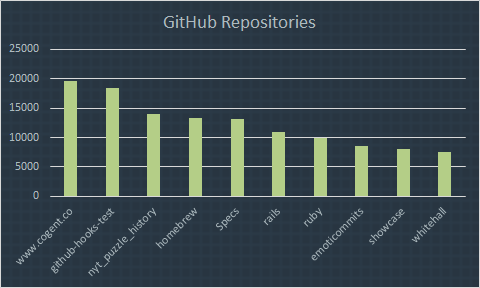 GitHub Repositories
25000
20000
15000
10000
5000
0
www.cogent.co
github-hooks-test
nyt_puzzle_history
homebrew
Specs
rails
ruby
emoticommits
showcase
whitehall